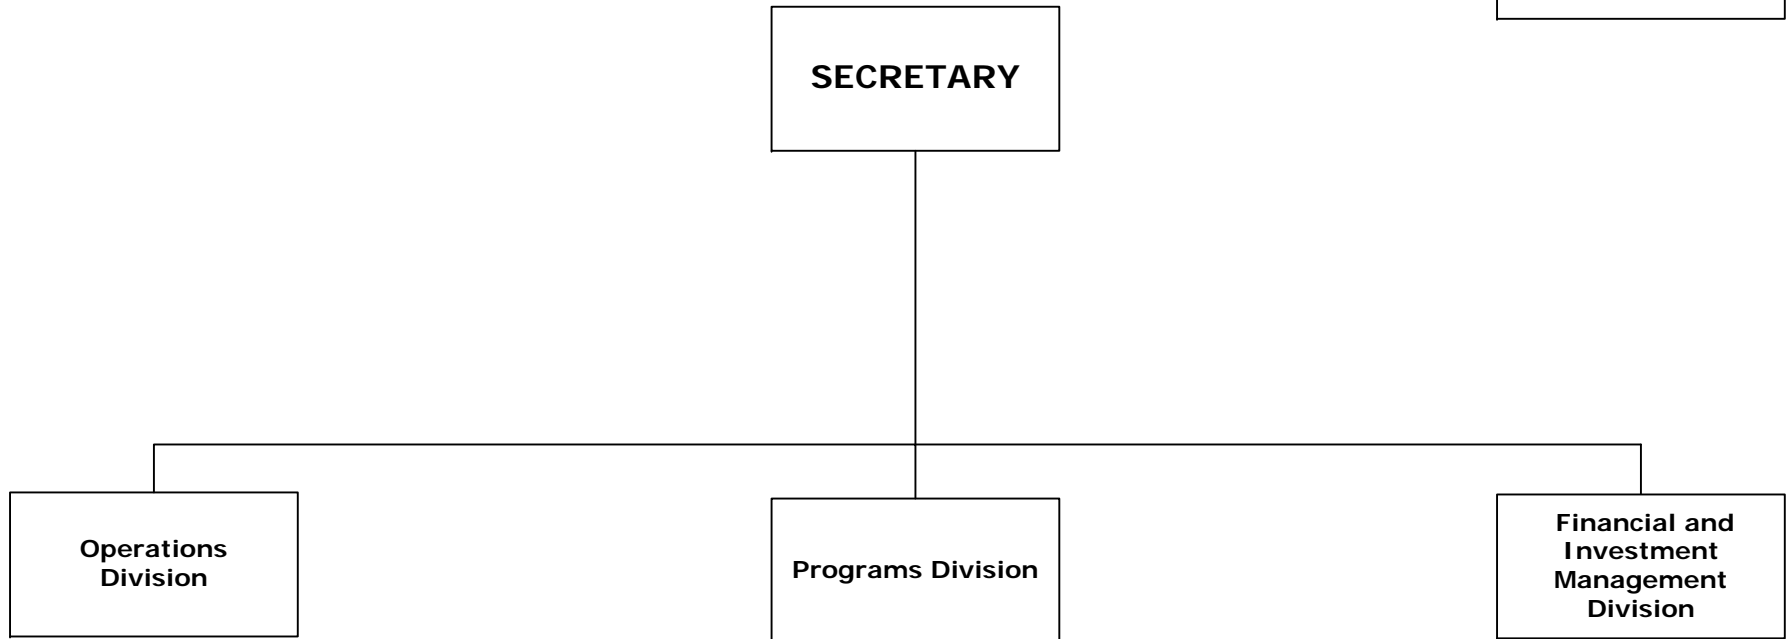 SECRETARY
Operations
Division
Programs Division
Financial and
Investment
Management
Division